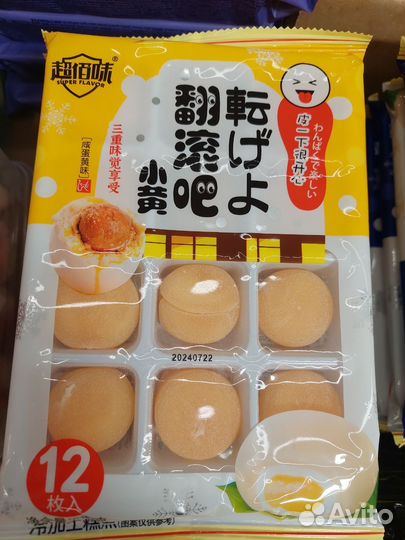 超佰味®
SUPER FLAVOR
転げよ
翻滚吧
小黄
わんぱくで楽しい
皮一下很开心
三重味觉享受
[咸蛋黄味]
20240722
12
枚入
冷加工糕点(图案仅供参考)
Avito